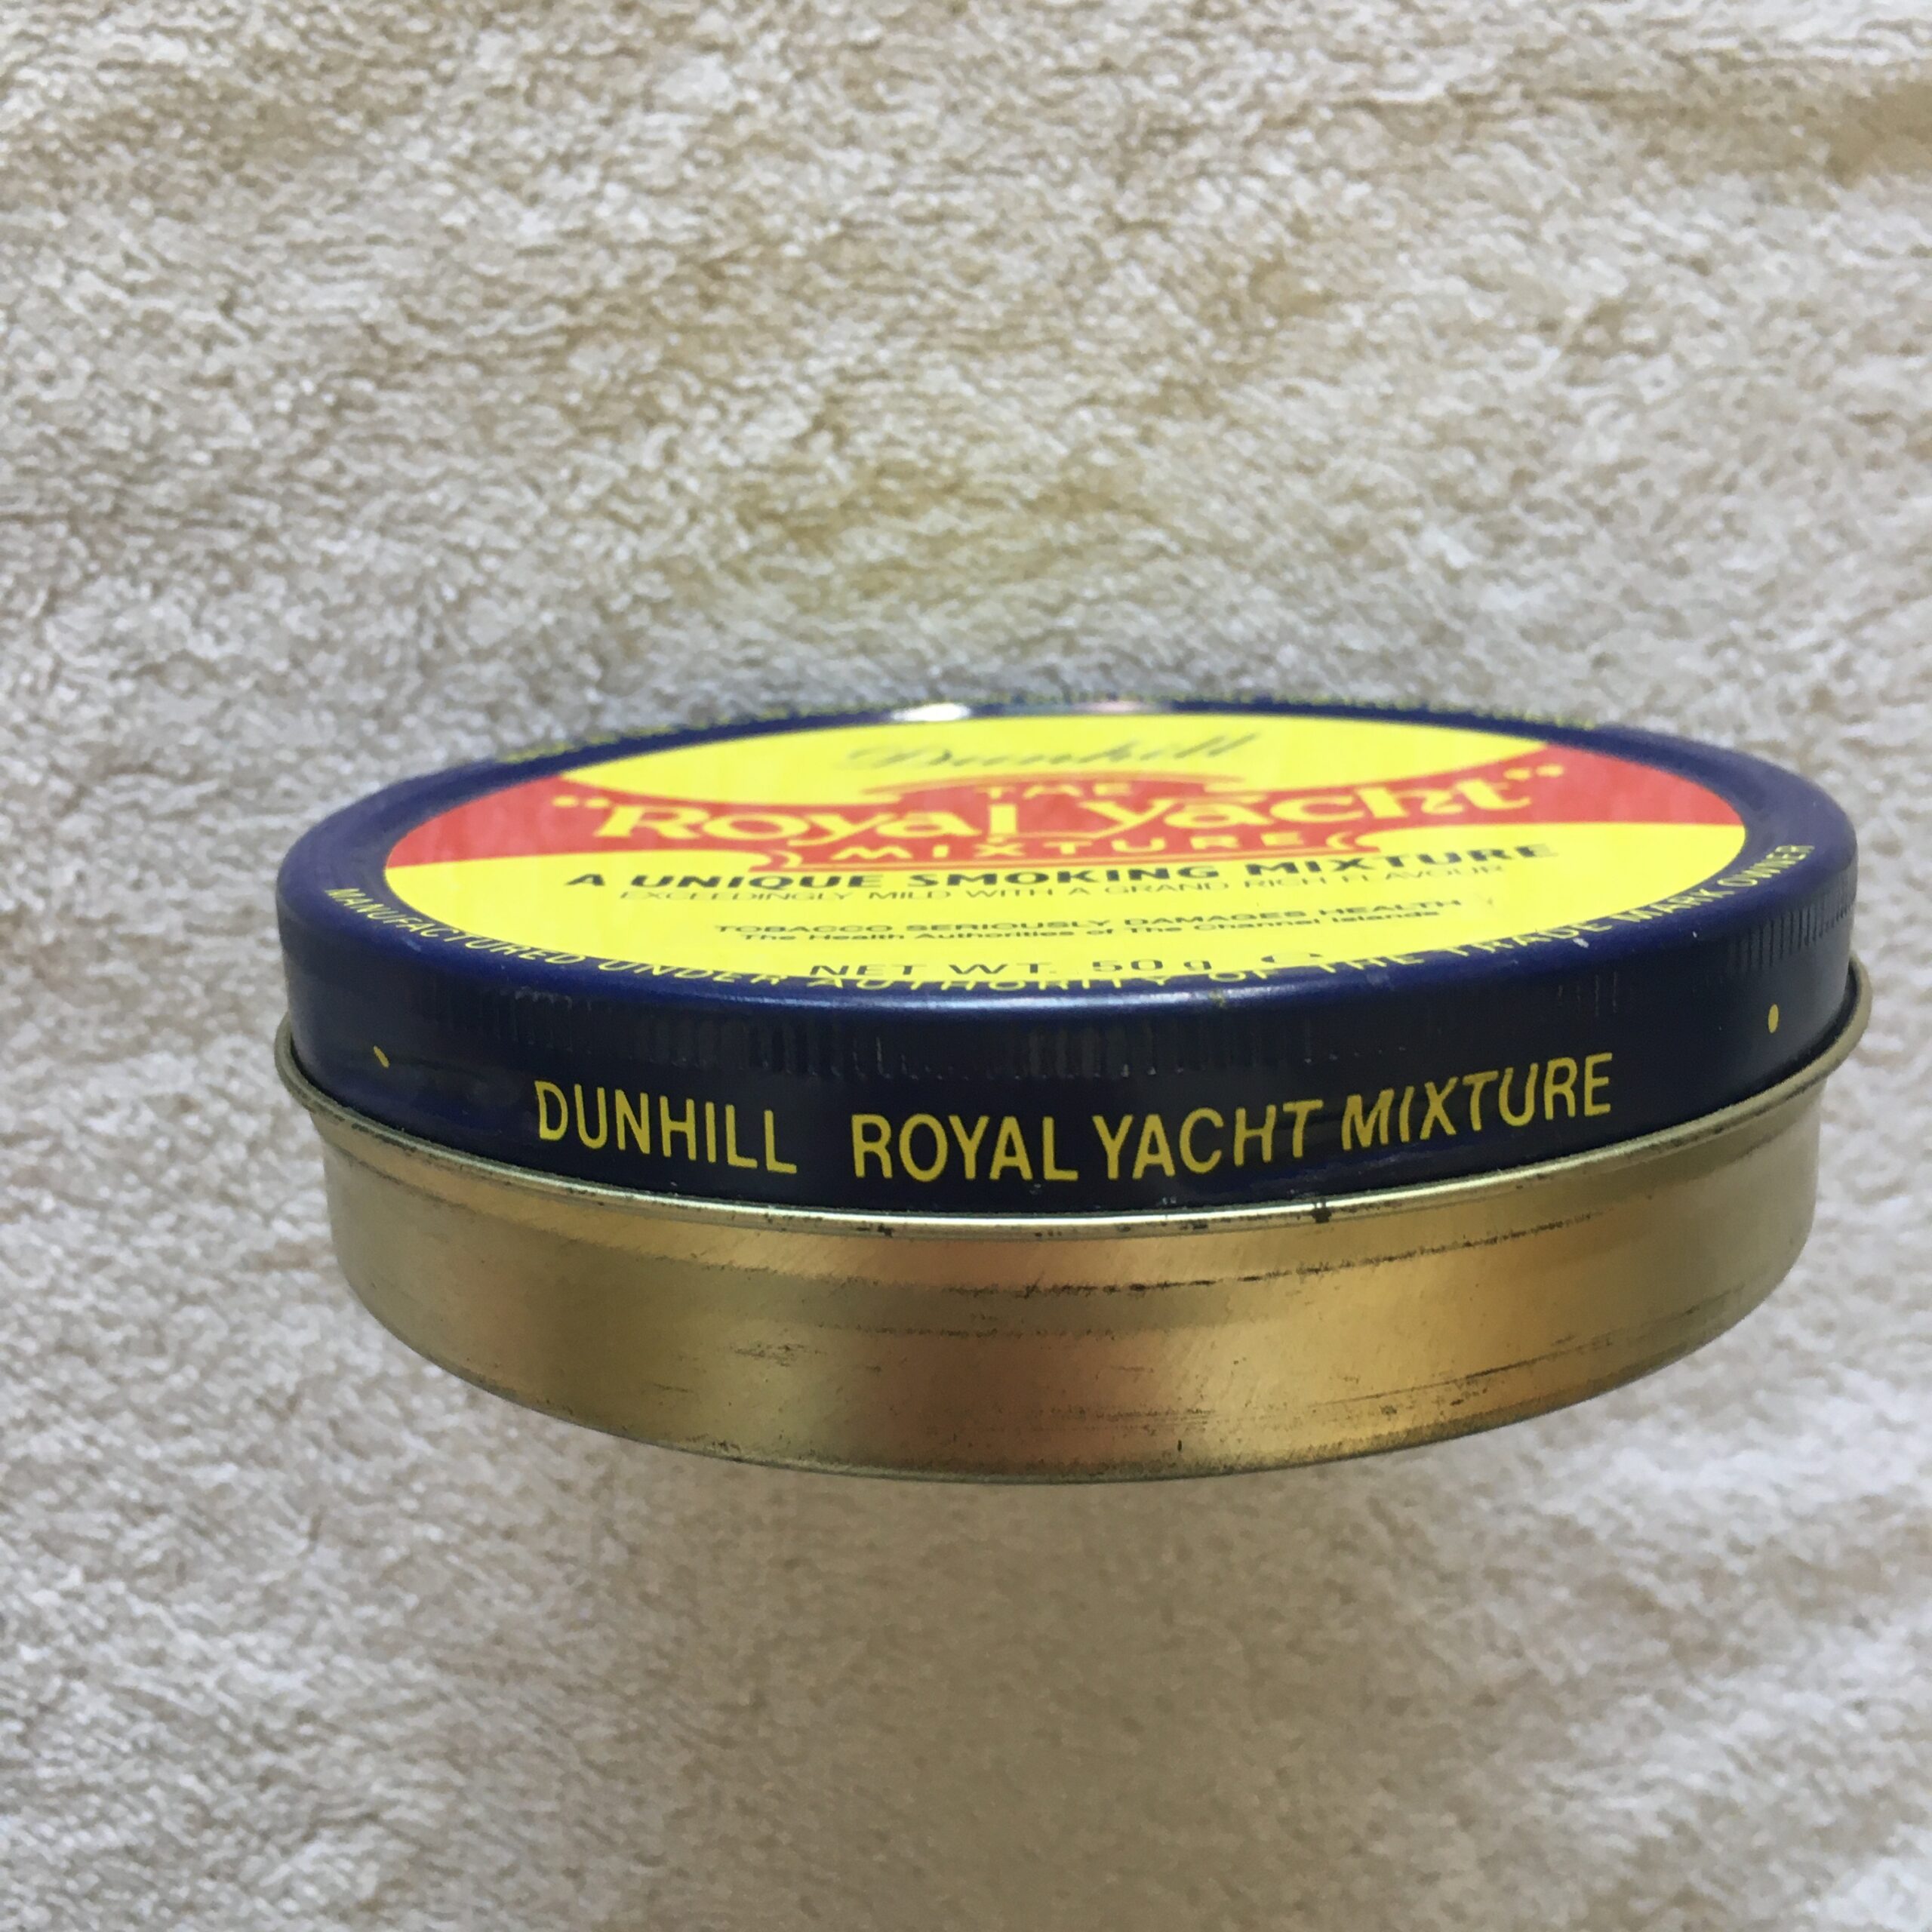 Dunhill
THE
"Royal Yacht"
MIXTURE
A UNIQUE SMOKING MIXTURE
EXCEEDINGLY MILD WITH A GRAND RICH FLAVOUR
TOBACCO SERIOUSLY DAMAGES HEALTH
The Health Authorities of The Channel Islands
NET WT. 50 g
MANUFACTURED UNDER AUTHORITY OF THE TRADE MARK OWNER
DUNHILL ROYAL YACHT MIXTURE